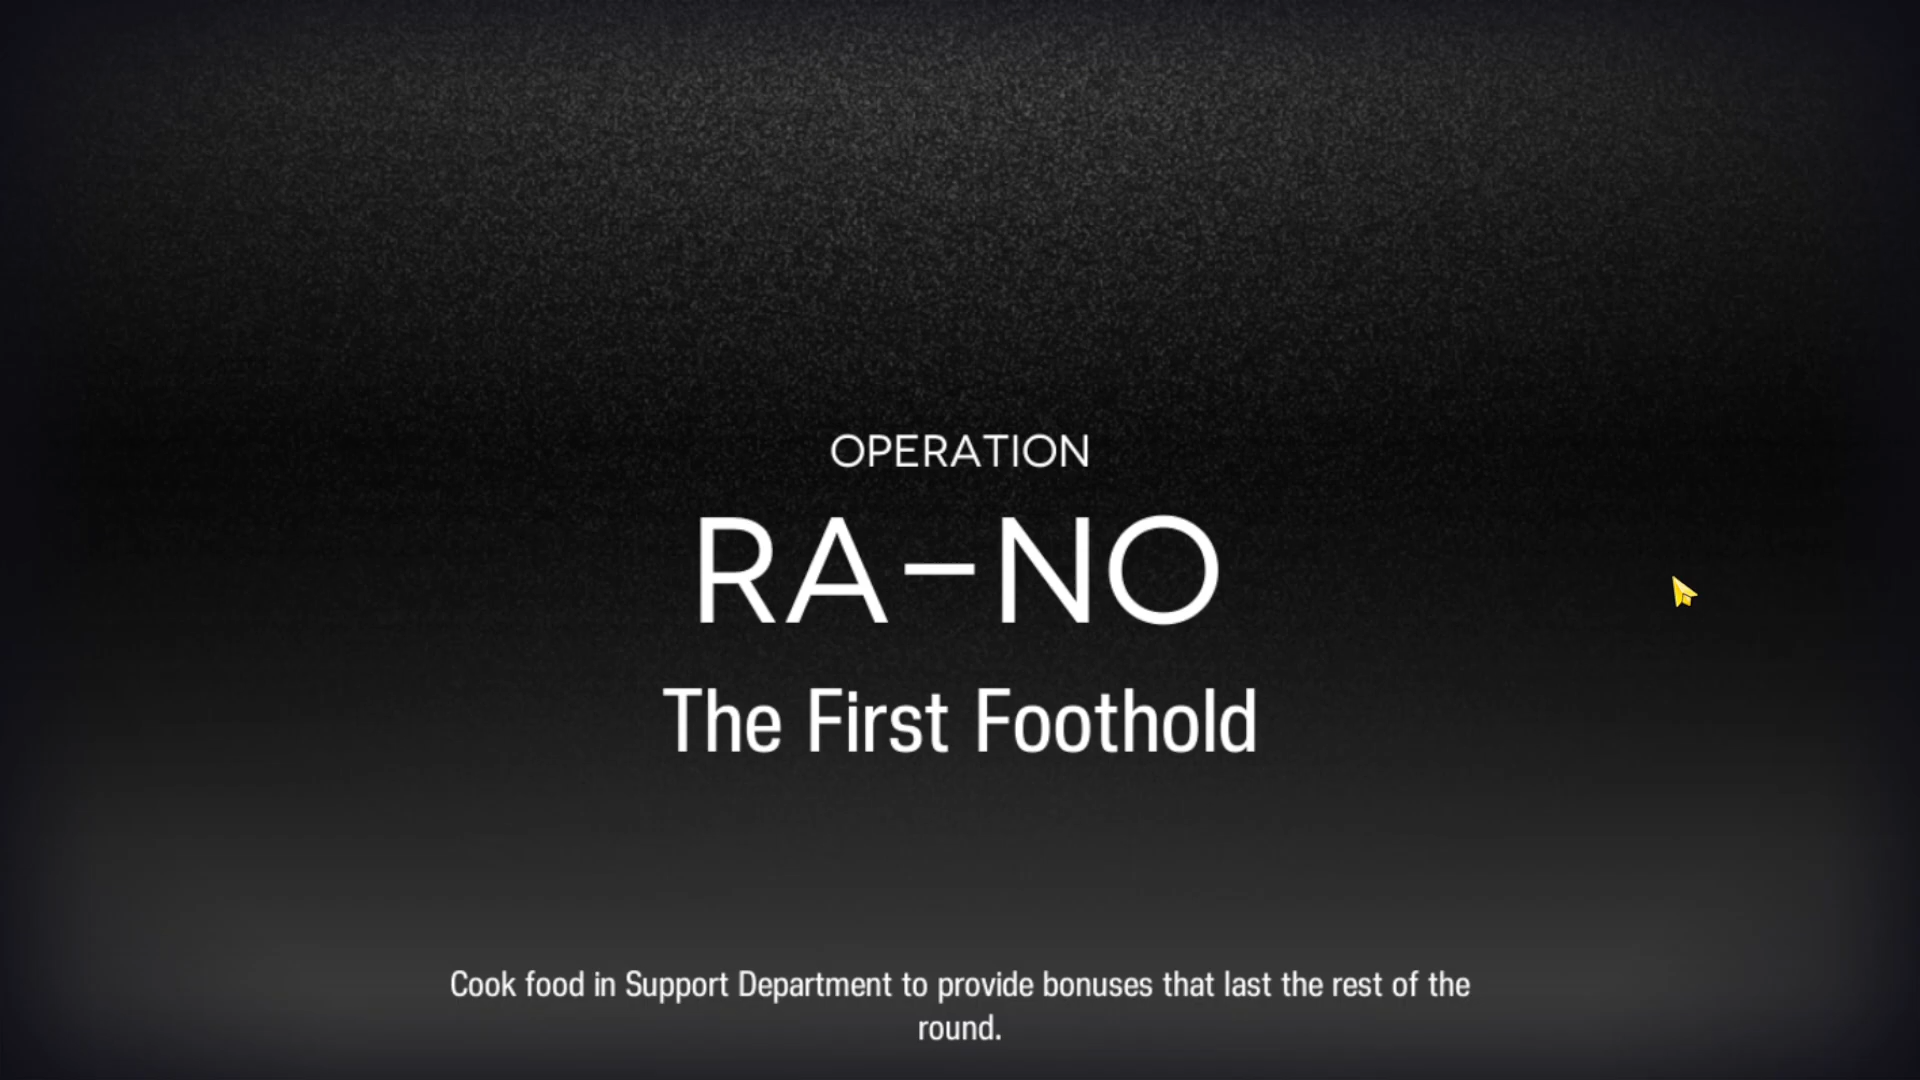 OPERATION
RA-NO
The First Foothold
Cook food in Support Department to provide bonuses that last the rest of the
round.